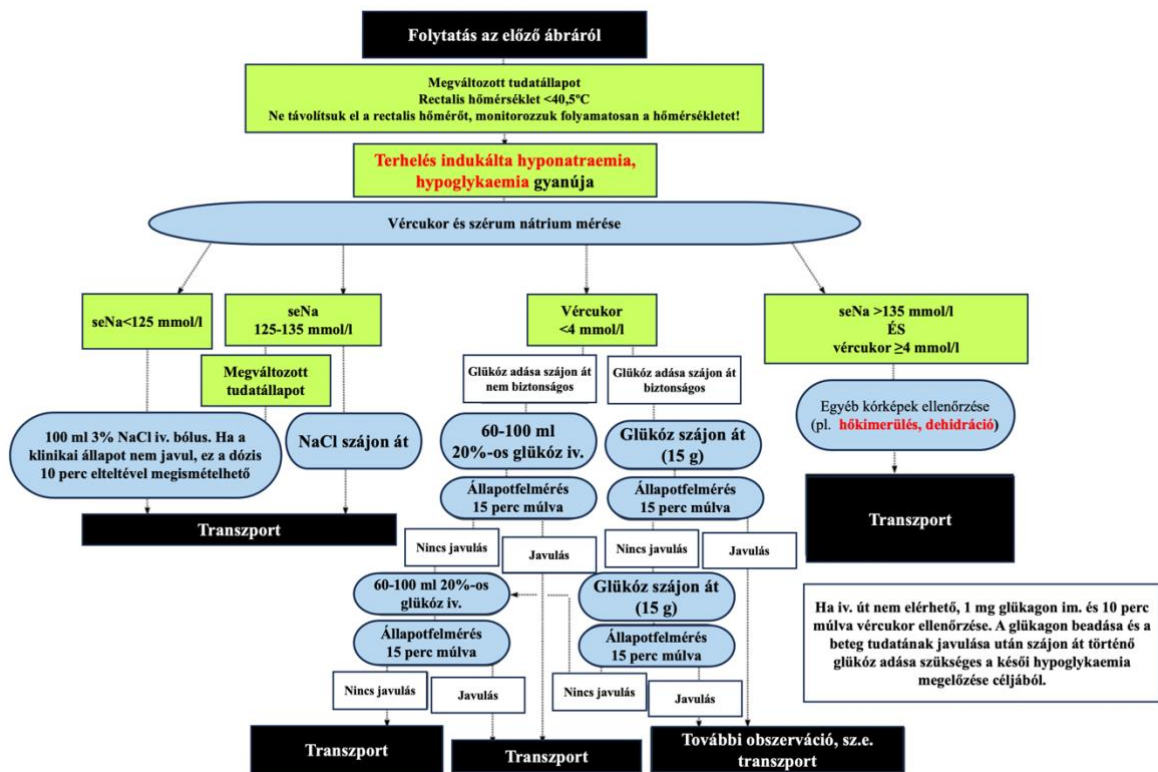 Folytatás az előző ábráról
Megváltozott tudatállapot
Rectalis hőmérséklet <40,5°C
Ne távolítsuk el a rectalis hőmérőt, monitorozzuk folyamatosan a hőmérsékletet!
Terhelés indukálta hyponatraemia,
hypoglykaemia gyanúja
Vércukor és szérum nátrium mérése
seNa<125 mmol/l
seNa
125-135 mmol/l
Vércukor
<4 mmol/l
seNa >135 mmol/l
ÉS
vércukor ≥4 mmol/l
Megváltozott
tudatállapot
Glükóz adása szájon át
nem biztonságos
Glükóz adása szájon át
biztonságos
Egyéb kórképek ellenőrzése
(pl. hőkimerülés, dehidráció)
100 ml 3% NaCl iv. bólus. Ha a
klinikai állapot nem javul, ez a dózis
10 perc elteltével megismételhető
NaCl szájon át
60-100 ml
20%-os glükóz iv.
Glükóz szájon át
(15 g)
Állapotfelmérés
15 perc múlva
Állapotfelmérés
15 perc múlva
Transzport
Transzport
Nincs javulás
Javulás
Nincs javulás
Javulás
60-100 ml 20%-os
glükóz iv.
Glükóz szájon át
(15 g)
Állapotfelmérés
15 perc múlva
Állapotfelmérés
15 perc múlva
Ha iv. út nem elérhető, 1 mg glükagon im. és 10 perc
múlva vércukor ellenőrzése. A glükagon beadása és a
beteg tudatának javulása után szájon át történő
glükóz adása szükséges a késői hypoglykaemia
megelőzése céljából.
Nincs javulás
Javulás
Nincs javulás
Javulás
Transzport
Transzport
További obszerváció, sz.e.
transzport